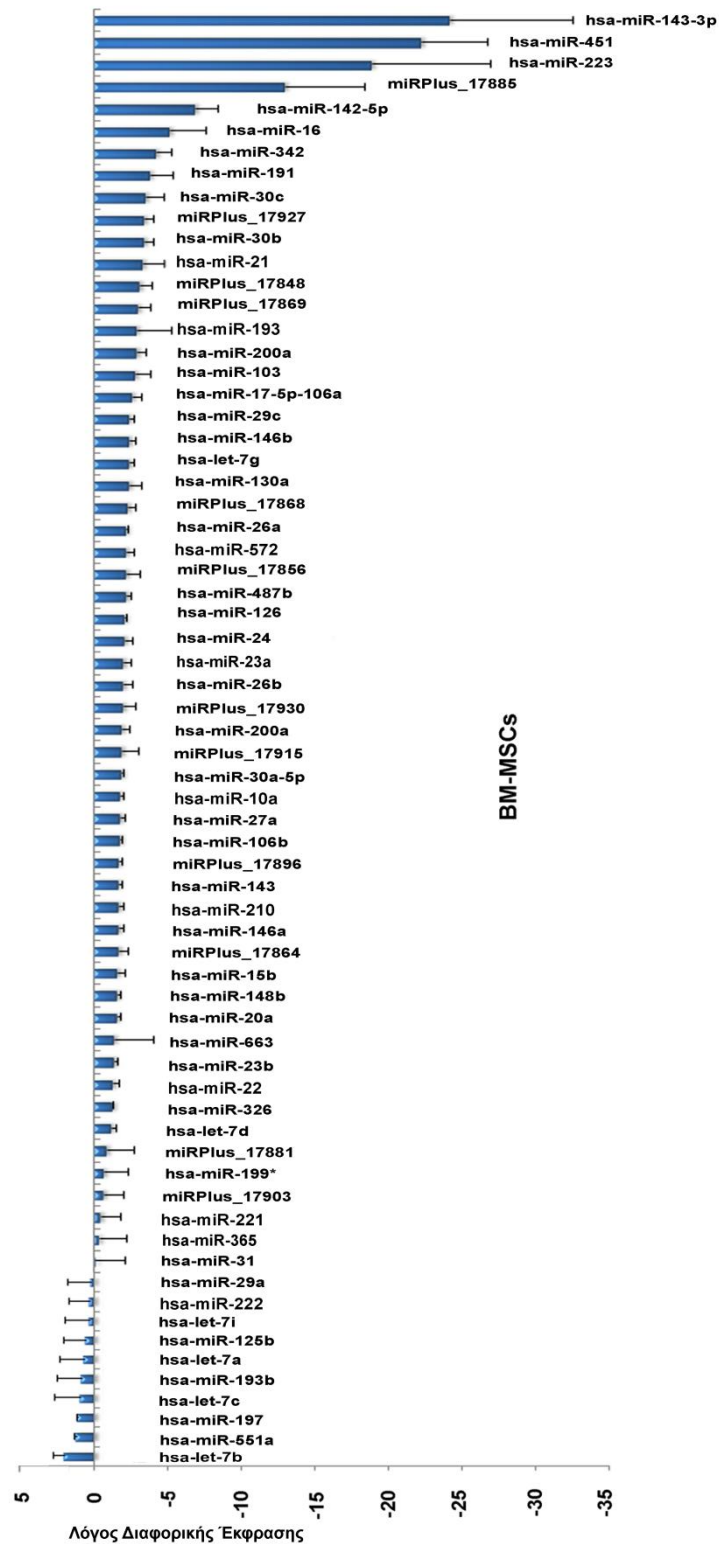 hsa-miR-143-3p
hsa-miR-451
hsa-miR-223
miRPlus_17885
hsa-miR-142-5p
hsa-miR-16
hsa-miR-342
hsa-miR-191
hsa-miR-30c
miRPlus_17927
hsa-miR-30b
hsa-miR-21
miRPlus_17848
miRPlus_17869
hsa-miR-193
hsa-miR-200a
hsa-miR-103
hsa-miR-17-5p-106a
hsa-miR-29c
hsa-miR-146b
hsa-let-7g
hsa-miR-130a
miRPlus_17868
hsa-miR-26a
hsa-miR-572
miRPlus_17856
hsa-miR-487b
hsa-miR-126
hsa-miR-24
hsa-miR-23a
hsa-miR-26b
miRPlus_17930
hsa-miR-200a
miRPlus_17915
hsa-miR-30a-5p
hsa-miR-10a
hsa-miR-27a
hsa-miR-106b
miRPlus_17896
hsa-miR-143
hsa-miR-210
hsa-miR-146a
miRPlus_17864
hsa-miR-15b
hsa-miR-148b
hsa-miR-20a
hsa-miR-663
hsa-miR-23b
hsa-miR-22
hsa-miR-326
hsa-let-7d
miRPlus_17881
hsa-miR-199*
miRPlus_17903
hsa-miR-221
hsa-miR-365
hsa-miR-31
hsa-miR-29a
hsa-miR-222
hsa-let-7i
hsa-miR-125b
hsa-let-7a
hsa-miR-193b
hsa-let-7c
hsa-miR-197
hsa-miR-551a
hsa-let-7b
BM-MSCs
5 0 -5 -10 -15 -20 -25 -30 -35
Λόγος Διαφορικής Έκφρασης